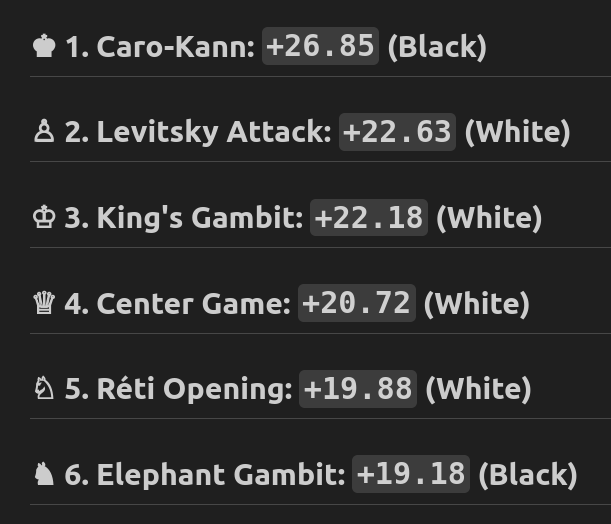 ♚ 1. Caro-Kann: +26.85 (Black)
♙ 2. Levitsky Attack: +22.63 (White)
♔ 3. King's Gambit: +22.18 (White)
♛ 4. Center Game: +20.72 (White)
♘ 5. Réti Opening: +19.88 (White)
♞ 6. Elephant Gambit: +19.18 (Black)